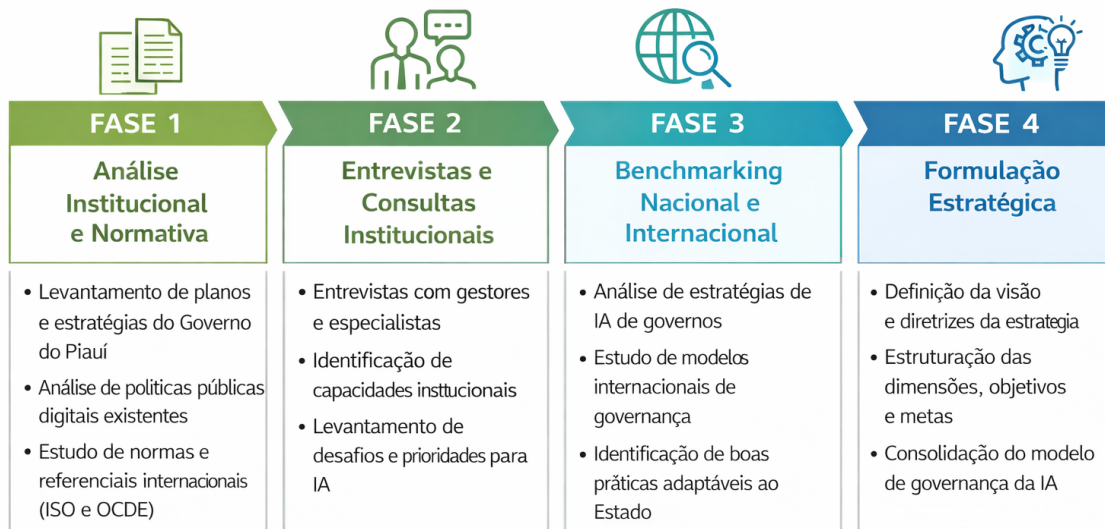 FASE 1
Análise
Institucional
e Normativa
• Levantamento de planos
e estratégias do Governo
do Piauí
• Análise de politicas públicas
digitais existentes
• Estudo de normas e
referenciais internacionais
(ISO e OCDE)
FASE 2
Entrevistas e
Consultas
Institucionais
• Entrevistas com gestores
e especialistas
• Identificação de
capacidades insttucionais
• Levantamento de
desafios e prioridades para
IA
FASE 3
Benchmarking
Nacional e
Internacional
• Análise de estratégias de
IA de governos
• Estudo de modelos
internacionais de
governança
• Identificação de boas
práticas adaptáveis ao
Estado
FASE 4
Formulação
Estratégica
• Definição da visão
e diretrizes da estrategia
• Estruturação das
dimensões, objetivos
e metas
• Consolidação do modelo
de governança da IA